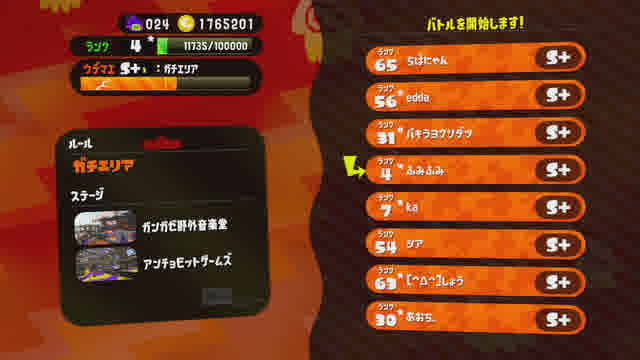 024 1765201
ランク 4* 11735/100000
ウデマエ S+1 : ガチエリア
ルール
ガチエリア
ステージ
ガンガゼ野外音楽堂
アンチョビットゲームズ
バトルを開始します!
ランク 65 ちばにゃん S+
ランク 56* edda S+
ランク 31* バキラヨクソダツ S+
ランク 4* ふみふみ S+
ランク 7* ka S+
ランク 54 シア S+
ランク 63* [^Δ^]しょう S+
ランク 30* あおち. S+